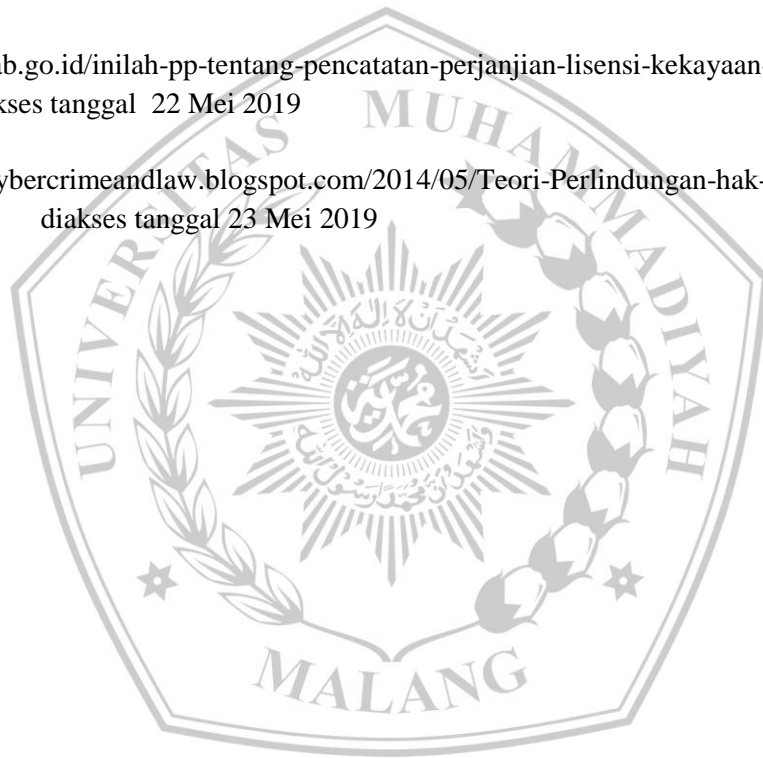 ab.go.id/inilah-pp-tentang-pencatatan-perjanjian-lisensi-kekayaan-
kses tanggal 22 Mei 2019
ybercrimeandlaw.blogspot.com/2014/05/Teori-Perlindungan-hak-
diakses tanggal 23 Mei 2019
UNIVERSITAS MUHAMMADIYAH
MALANG